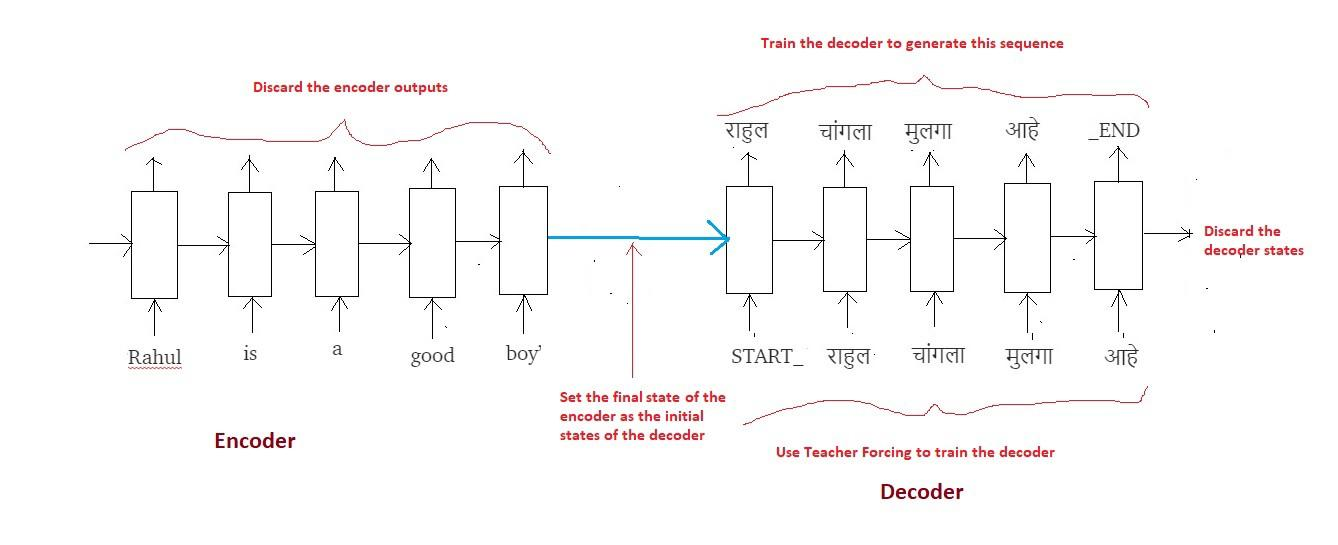 Train the decoder to generate this sequence
Discard the encoder outputs
राहुल चांगला मुलगा आहे _END
Discard the
decoder states
Rahul is a good boy'
START_ राहुल चांगला मुलगा आहे
Set the final state of the
encoder as the initial
states of the decoder
Encoder
Use Teacher Forcing to train the decoder
Decoder